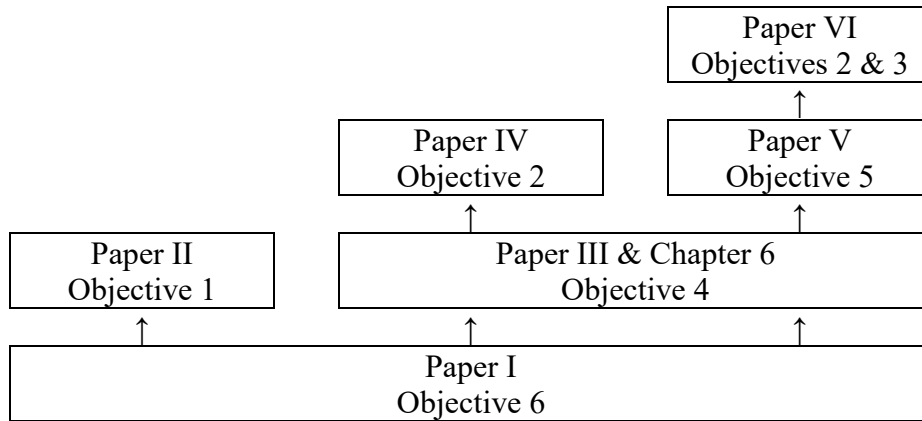 Paper VI
Objectives 2 & 3
↑
Paper IV
Objective 2
Paper V
Objective 5
↑ ↑
Paper II
Objective 1
Paper III & Chapter 6
Objective 4
↑ ↑ ↑
Paper I
Objective 6